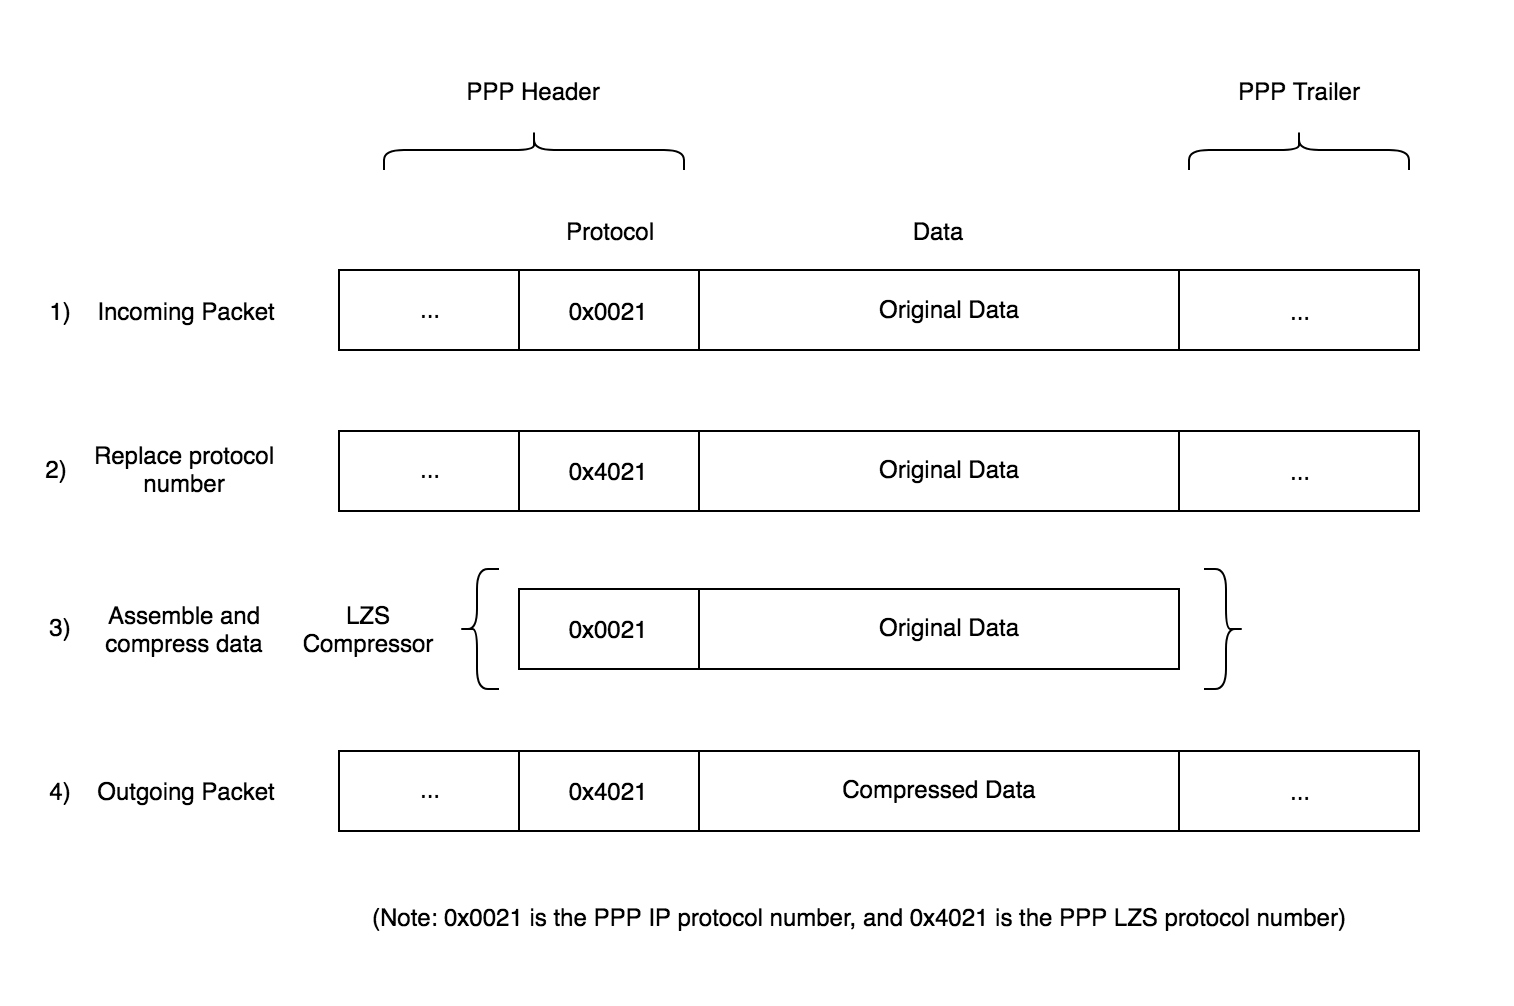 PPP Header
PPP Trailer
Protocol
Data
1) Incoming Packet
...
0x0021
Original Data
...
2) Replace protocol
number
...
0x4021
Original Data
...
3) Assemble and
compress data
LZS
Compressor
0x0021
Original Data
4) Outgoing Packet
...
0x4021
Compressed Data
...
(Note: 0x0021 is the PPP IP protocol number, and 0x4021 is the PPP LZS protocol number)